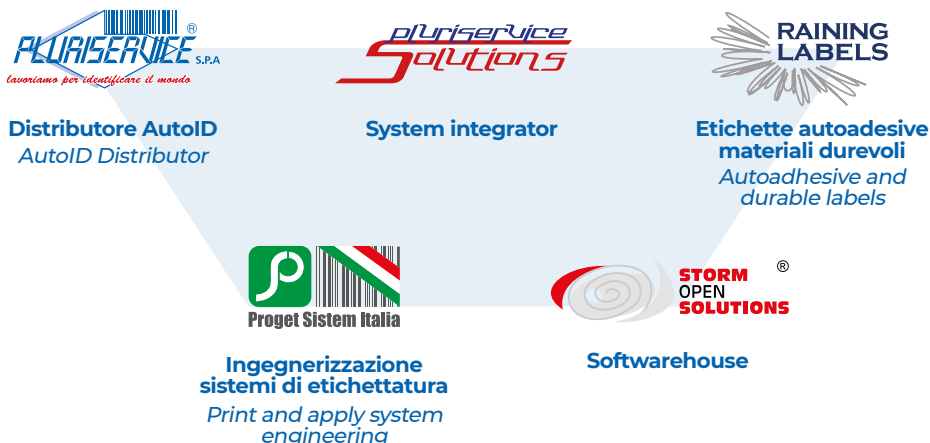 PLURISERVICE S.P.A ®
lavoriamo per identificare il mondo
Distributore AutoID
AutoID Distributor
pluriservice
Solutions
System integrator
RAINING
LABELS
Etichette autoadesive
materiali durevoli
Autoadhesive and
durable labels
Proget Sistem Italia
Ingegnerizzazione
sistemi di etichettatura
Print and apply system
engineering
STORM ®
OPEN
SOLUTIONS
Softwarehouse